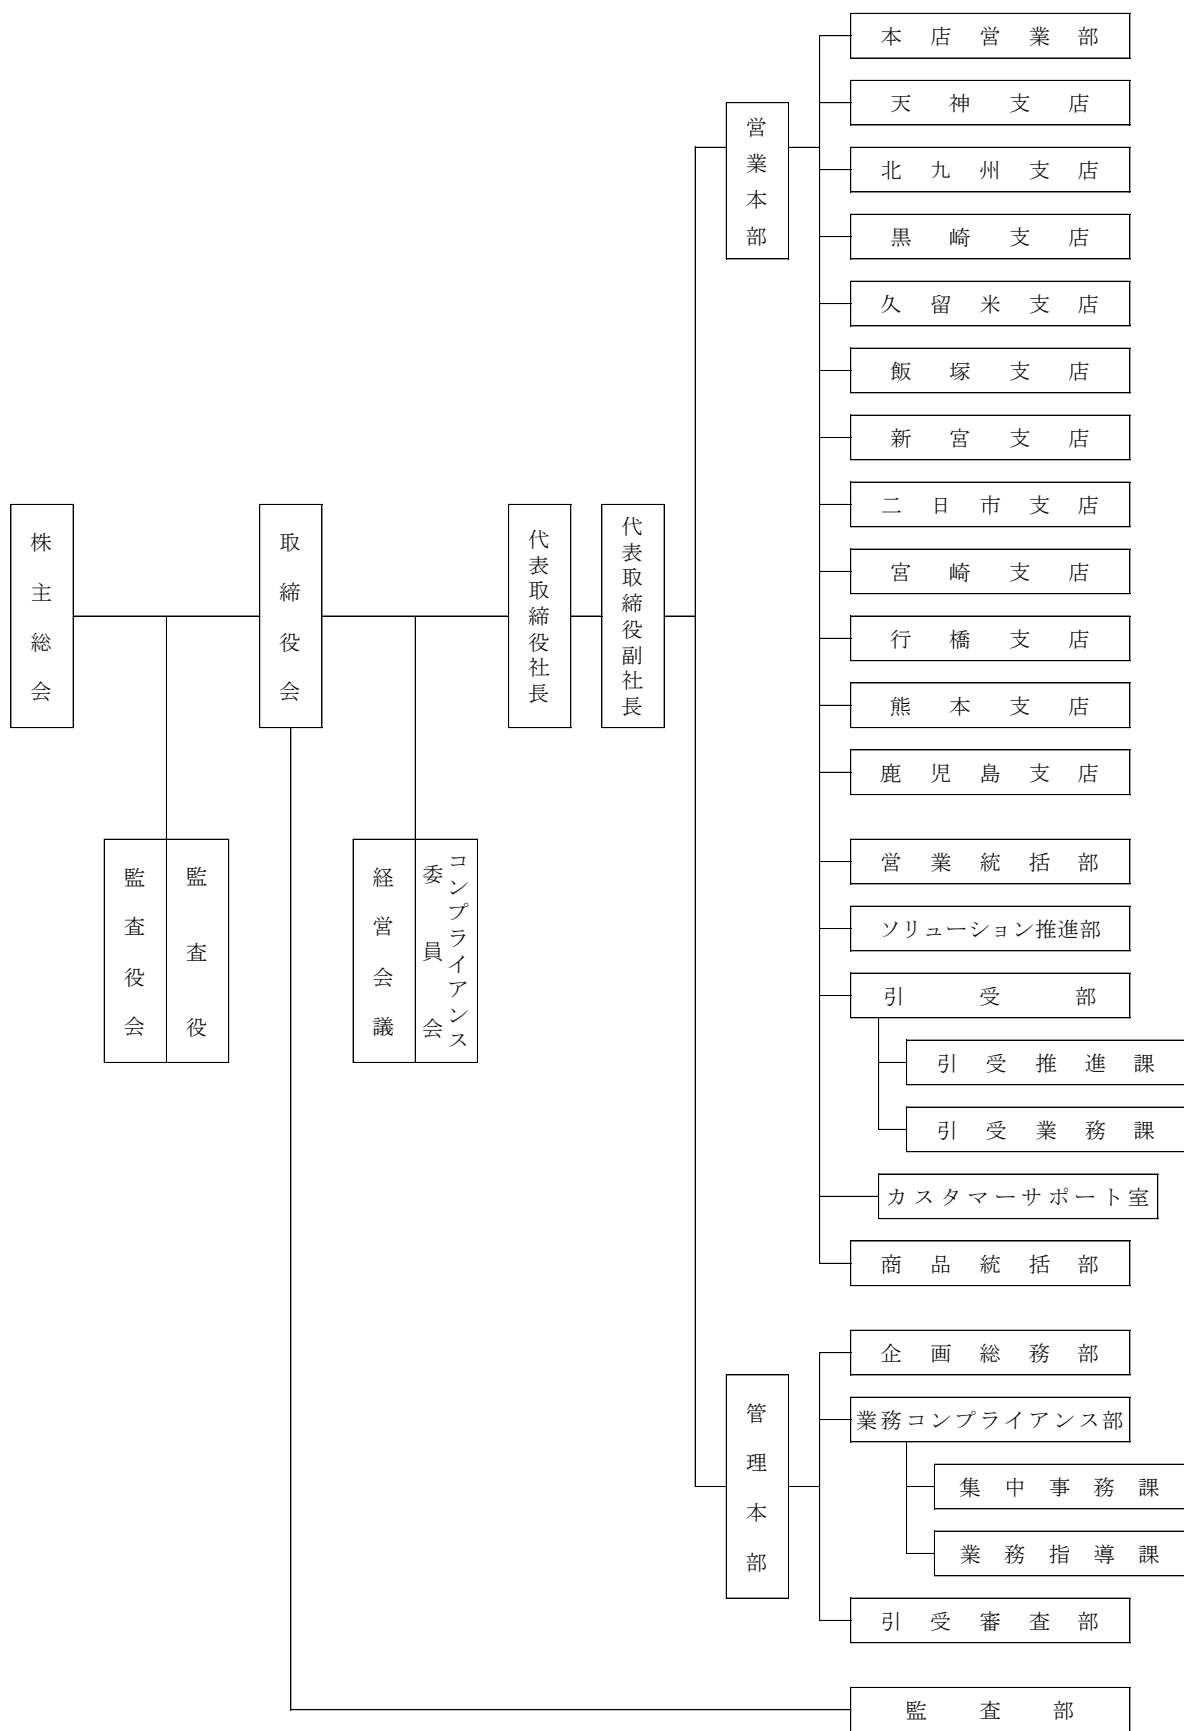 株主総会
監査役会
監査役
取締役会
経営会議
コンプライアンス
委員会
代表取締役社長
代表取締役副社長
営業本部
本店営業部
天神支店
北九州支店
黒崎支店
久留米支店
飯塚支店
新宮支店
二日市支店
宮崎支店
行橋支店
熊本支店
鹿児島支店
営業統括部
ソリューション推進部
引受部
引受推進課
引受業務課
カスタマーサポート室
商品統括部
管理本部
企画総務部
業務コンプライアンス部
集中事務課
業務指導課
引受審査部
監査部